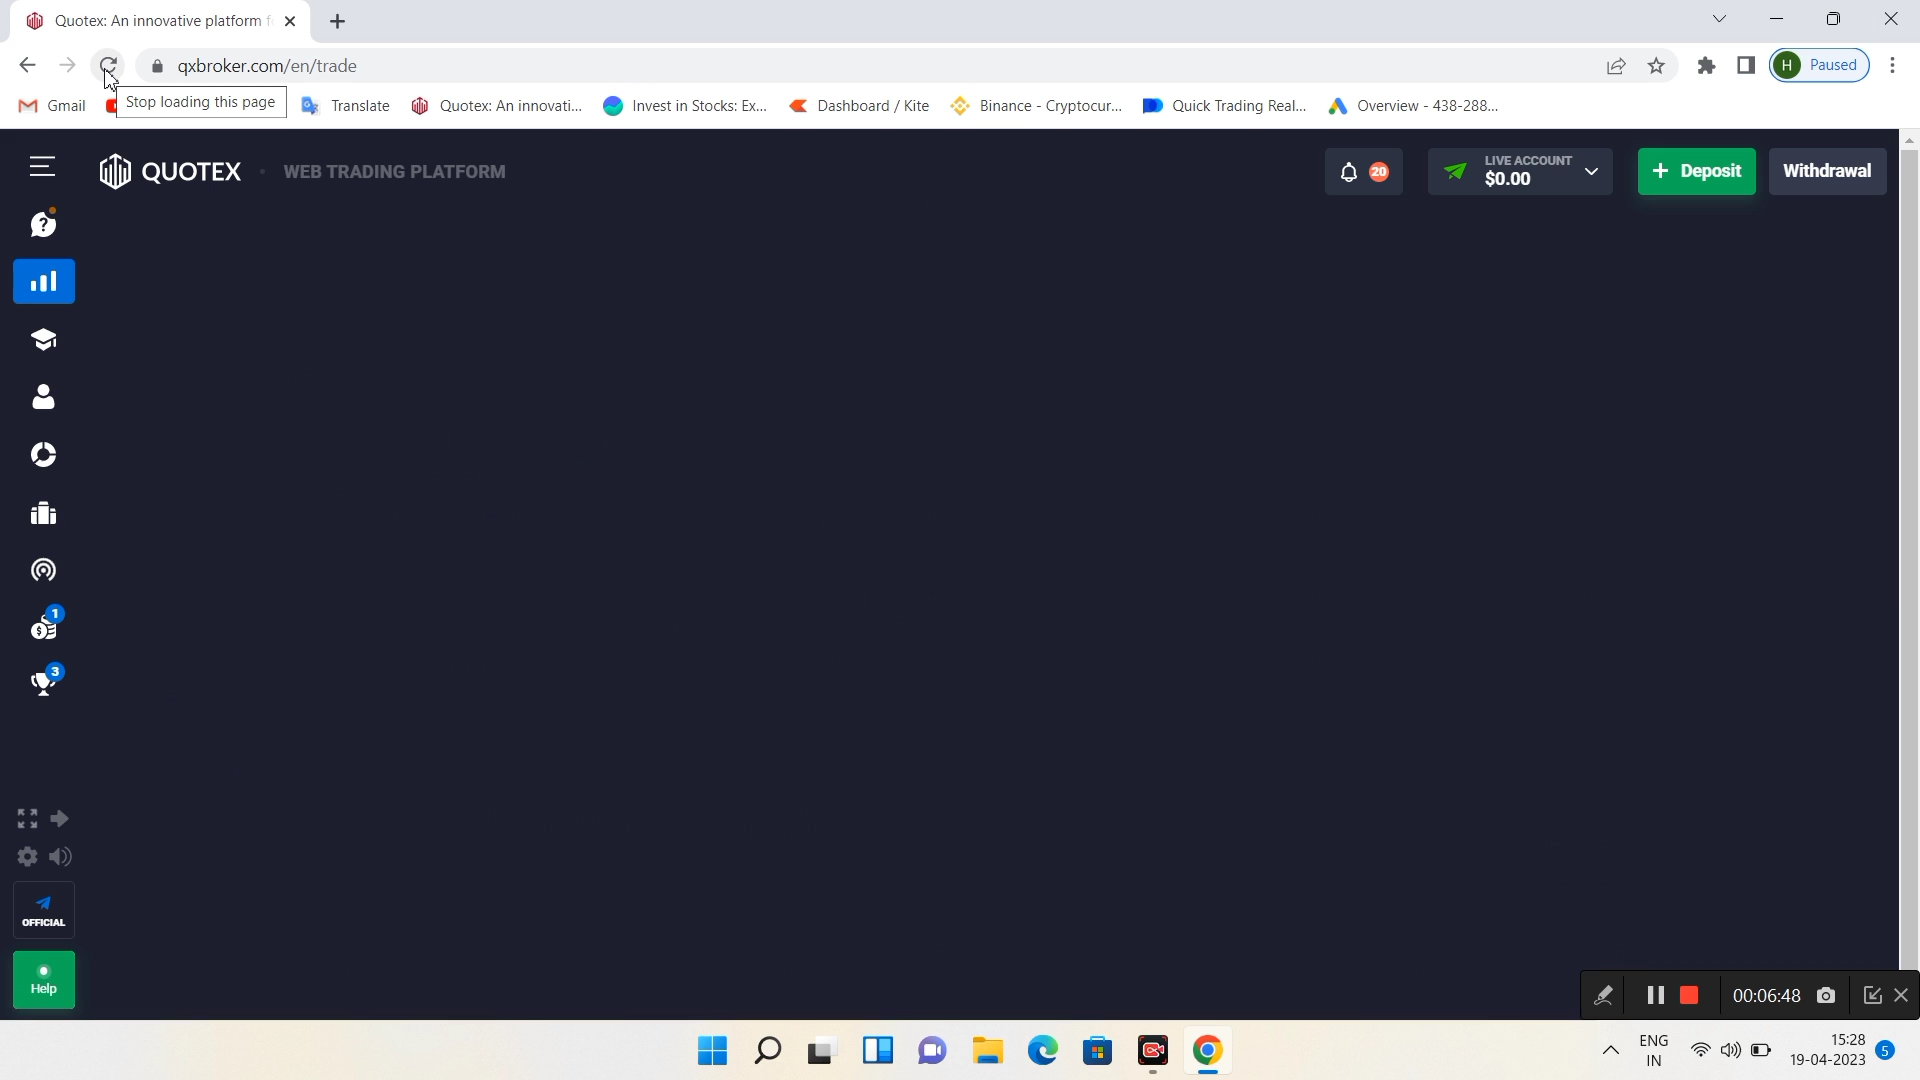 Quotex: An innovative platform f
qxbroker.com/en/trade
H Paused
Gmail
Stop loading this page
Translate
Quotex: An innovati...
Invest in Stocks: Ex...
Dashboard / Kite
Binance - Cryptocur...
Quick Trading Real...
Overview - 438-288...
QUOTEX
WEB TRADING PLATFORM
20
LIVE ACCOUNT
$0.00
+ Deposit
Withdrawal
?
1
$
3
OFFICIAL
Help
00:06:48
ENG
IN
15:28
19-04-2023
5